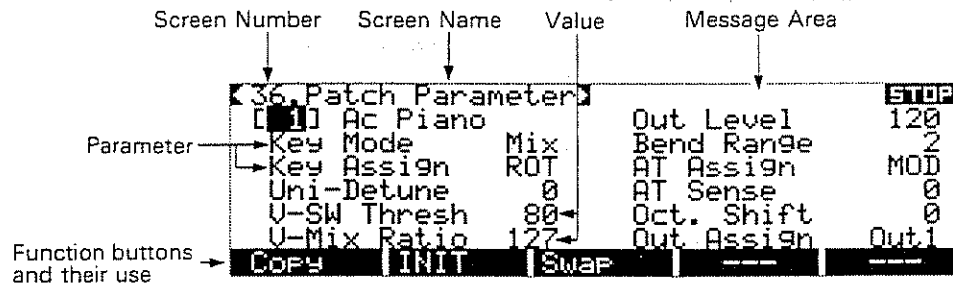 Screen Number Screen Name Value Message Area
36.Patch Parameter STOP
[ 1] Ac Piano Out Level 120
Parameter Key Mode Mix Bend Range 2
Key Assign ROT AT Assign MOD
Uni-Detune 0 AT Sense 0
V-SW Thresh 80 Oct. Shift 0
V-Mix Ratio 127 Out Assign Out1
Function buttons and their use
Copy INIT Swap --- ---